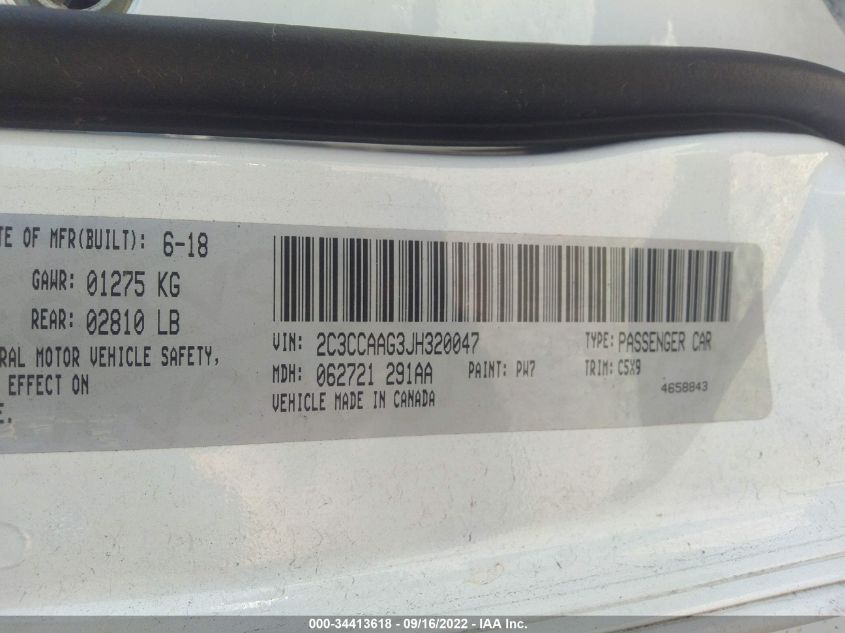 TE OF MFR(BUILT): 6-18
GAWR: 01275 KG
REAR: 02810 LB
RAL MOTOR VEHICLE SAFETY,
EFFECT ON
E.
VIN: 2C3CCAAG3JH320047
TYPE: PASSENGER CAR
MDH: 062721 291AA
PAINT: PW7
TRIM: C5X9
VEHICLE MADE IN CANADA
4658843
000-34413618 - 09/16/2022 - IAA Inc.